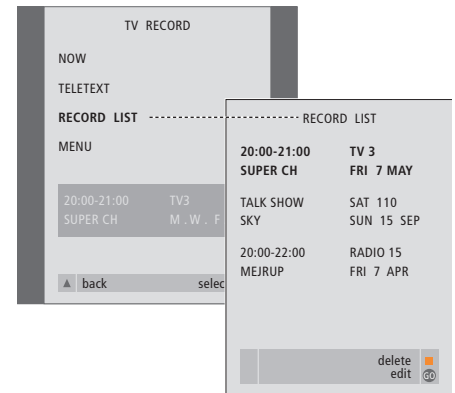 TV RECORD
NOW
TELETEXT
RECORD LIST
MENU
20:00-21:00 TV3
SUPER CH M . W . F
back selec
RECORD LIST
20:00-21:00 TV 3
SUPER CH FRI 7 MAY
TALK SHOW SAT 110
SKY SUN 15 SEP
20:00-22:00 RADIO 15
MEJRUP FRI 7 APR
delete
edit GO